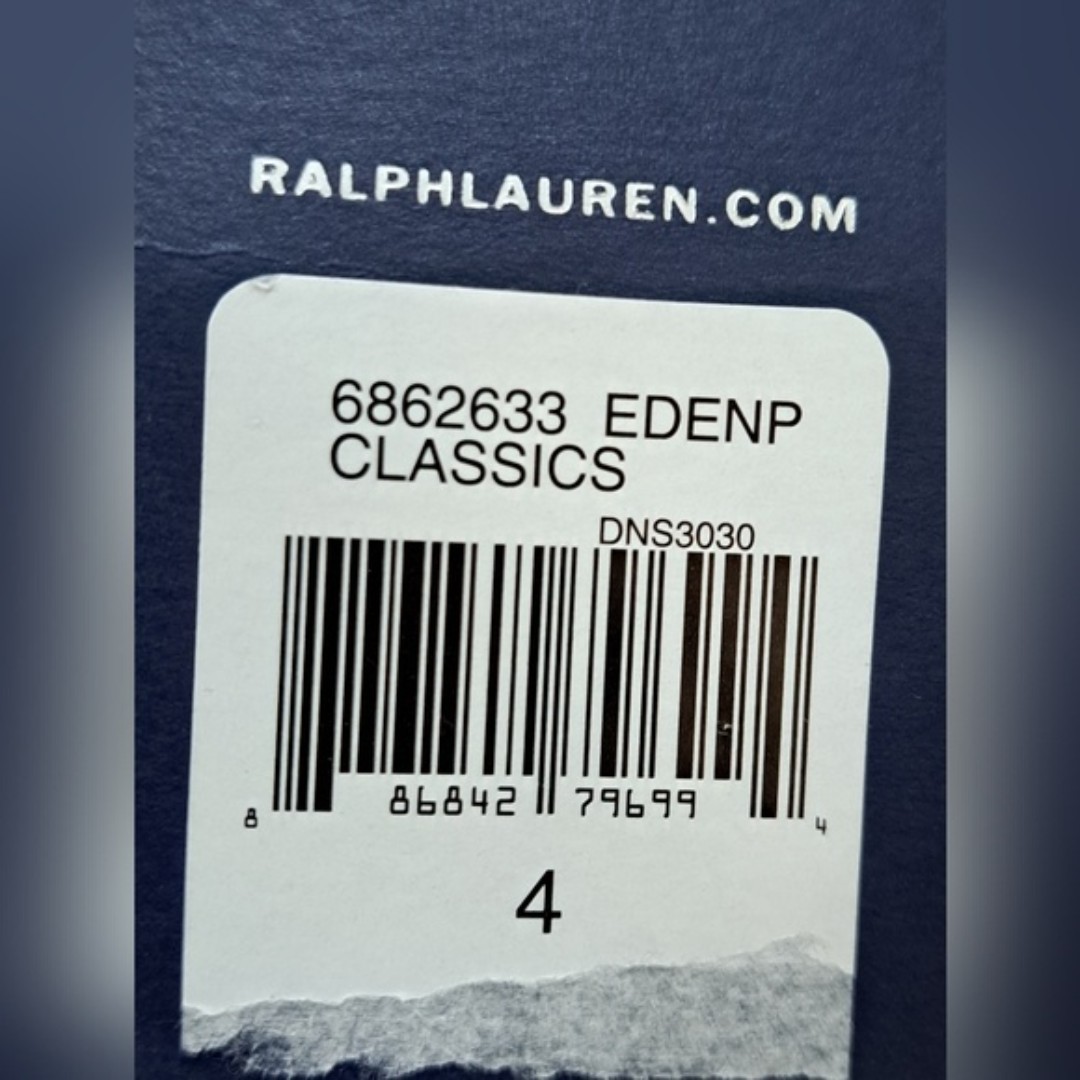 RALPHLAUREN.COM
6862633 EDENP
CLASSICS
DNS3030
8 86842 79699 4
4